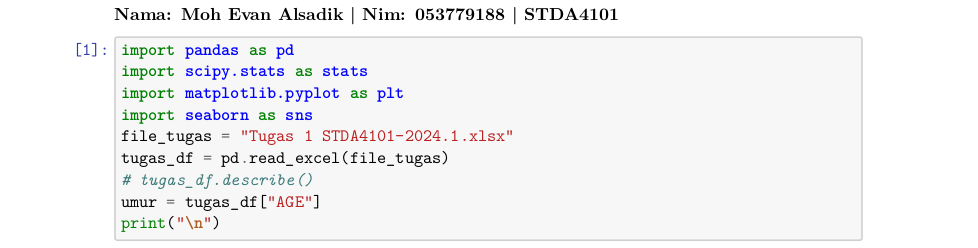 Nama: Moh Evan Alsadik | Nim: 053779188 | STDA4101
[1]: import pandas as pd
import scipy.stats as stats
import matplotlib.pyplot as plt
import seaborn as sns
file_tugas = "Tugas 1 STDA4101-2024.1.xlsx"
tugas_df = pd.read_excel(file_tugas)
# tugas_df.describe()
umur = tugas_df["AGE"]
print("\n")